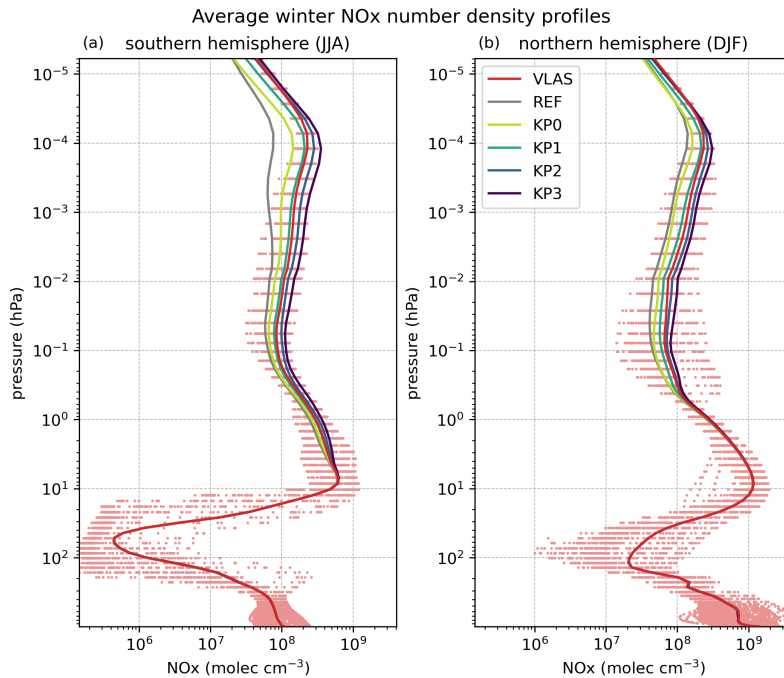 Average winter NOx number density profiles
(a) southern hemisphere (JJA)
(b) northern hemisphere (DJF)
VLAS
REF
KP0
KP1
KP2
KP3
pressure (hPa)
10⁻⁵
10⁻⁴
10⁻³
10⁻²
10⁻¹
10⁰
10¹
10²
10⁶ 10⁷ 10⁸ 10⁹
NOx (molec cm⁻³)
pressure (hPa)
10⁻⁵
10⁻⁴
10⁻³
10⁻²
10⁻¹
10⁰
10¹
10²
10⁶ 10⁷ 10⁸ 10⁹
NOx (molec cm⁻³)